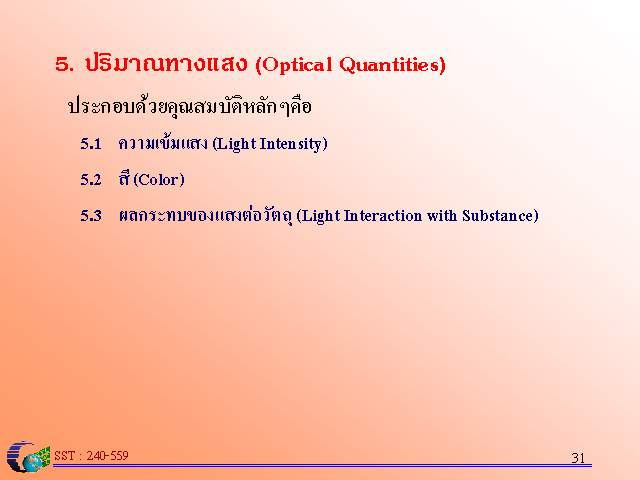 5. ปริมาณทางแสง (Optical Quantities)
ประกอบด้วยคุณสมบัติหลักๆคือ
5.1 ความเข้มแสง (Light Intensity)
5.2 สี (Color)
5.3 ผลกระทบของแสงต่อวัตถุ (Light Interaction with Substance)
SST : 240-559
31